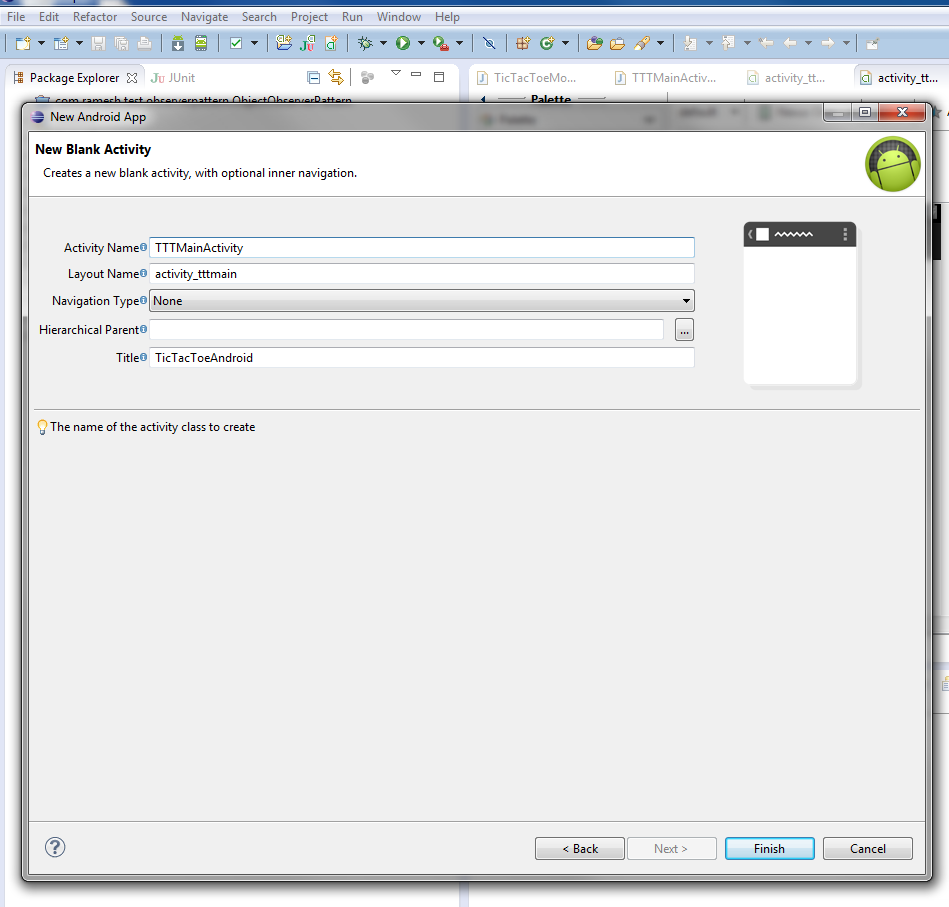 File Edit Refactor Source Navigate Search Project Run Window Help
Package Explorer Ju JUnit
TicTacToeMo... TTTMainActiv... activity_tt... activity_tt...
com.ramesh.test.observerpattern.ObjectObserverPattern
Palette
New Android App
New Blank Activity
Creates a new blank activity, with optional inner navigation.
Activity Name TTTMainActivity
Layout Name activity_tttmain
Navigation Type None
Hierarchical Parent ...
Title TicTacToeAndroid
The name of the activity class to create
< Back Next > Finish Cancel